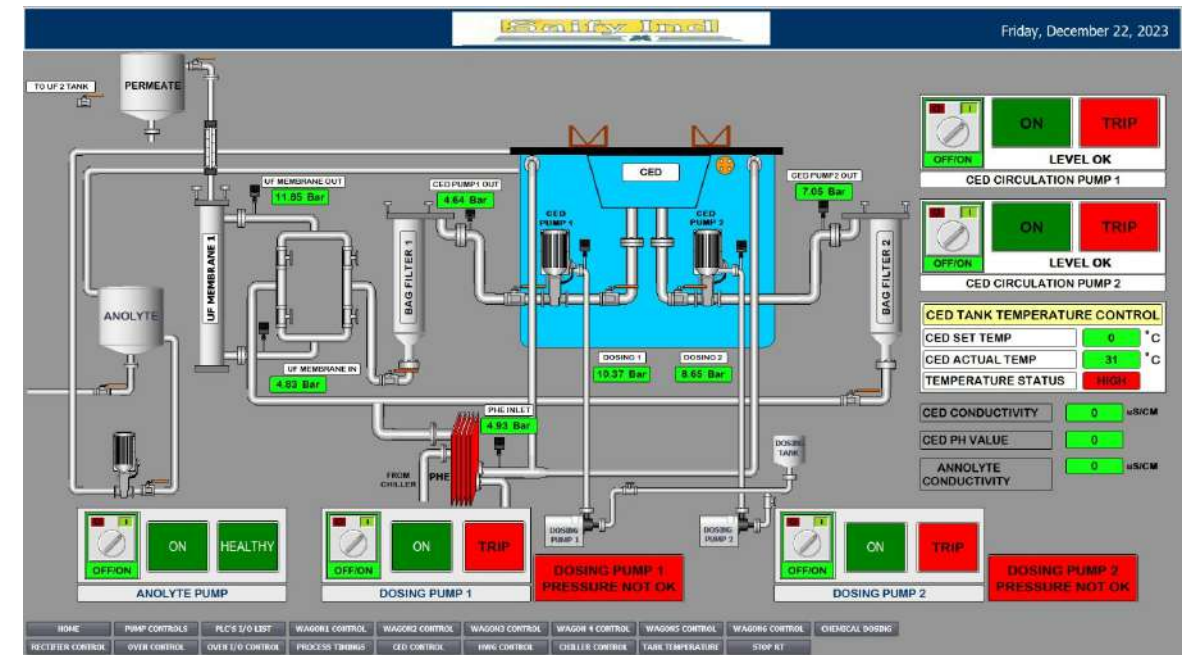 Saify Ind
Friday, December 22, 2023
TO UF 2 TANK
PERMEATE
UF MEMBRANE OUT
11.85 Bar
CED PUMP1 OUT
4.64 Bar
CED
CED PUMP2 OUT
7.05 Bar
CED
PUMP 1
CED
PUMP 2
UF MEMBRANE 1
BAG FILTER 1
BAG FILTER 2
ANOLYTE
UF MEMBRANE IN
4.83 Bar
DOSING 1
10.37 Bar
DOSING 2
8.65 Bar
PHE INLET
4.93 Bar
FROM
CHILLER
PHE
DOSING
TANK
DOSING
PUMP 1
DOSING
PUMP 2
OFF/ON
ON
TRIP
LEVEL OK
CED CIRCULATION PUMP 1
OFF/ON
ON
TRIP
LEVEL OK
CED CIRCULATION PUMP 2
CED TANK TEMPERATURE CONTROL
CED SET TEMP 0 °C
CED ACTUAL TEMP 31 °C
TEMPERATURE STATUS HIGH
CED CONDUCTIVITY 0 uS/CM
CED PH VALUE 0
ANNOLYTE
CONDUCTIVITY
0 uS/CM
OFF/ON
ON
HEALTHY
ANOLYTE PUMP
OFF/ON
ON
TRIP
DOSING PUMP 1
DOSING PUMP 1
PRESSURE NOT OK
OFF/ON
ON
TRIP
DOSING PUMP 2
DOSING PUMP 2
PRESSURE NOT OK
HOME PUMP CONTROLS PLC'S I/O LIST WAGON1 CONTROL WAGON2 CONTROL WAGON3 CONTROL WAGON 4 CONTROL WAGON5 CONTROL WAGON6 CONTROL CHEMICAL DOSING
RECTIFIER CONTROL OVEN CONTROL OVEN I/O CONTROL PROCESS TIMINGS CED CONTROL HWG CONTROL CHILLER CONTROL TANK TEMPERATURE STOP RT